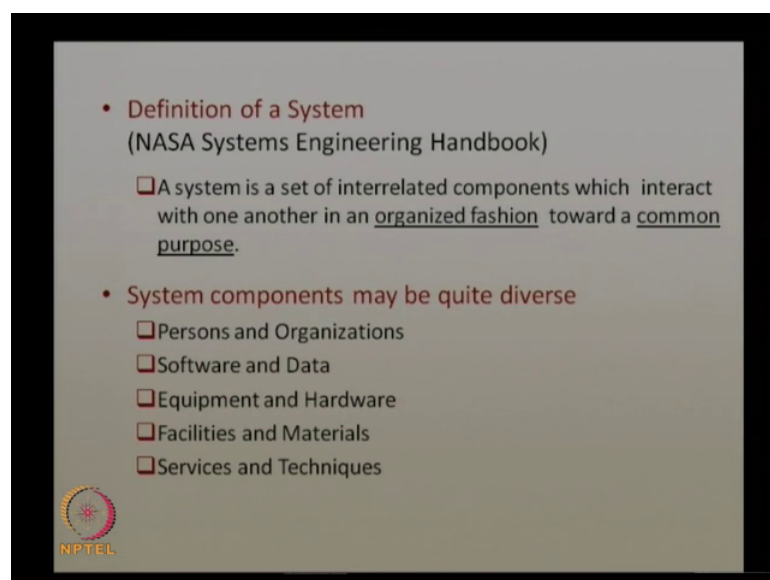 • Definition of a System
(NASA Systems Engineering Handbook)
A system is a set of interrelated components which interact
with one another in an organized fashion toward a common
purpose.
• System components may be quite diverse
Persons and Organizations
Software and Data
Equipment and Hardware
Facilities and Materials
Services and Techniques
NPTEL